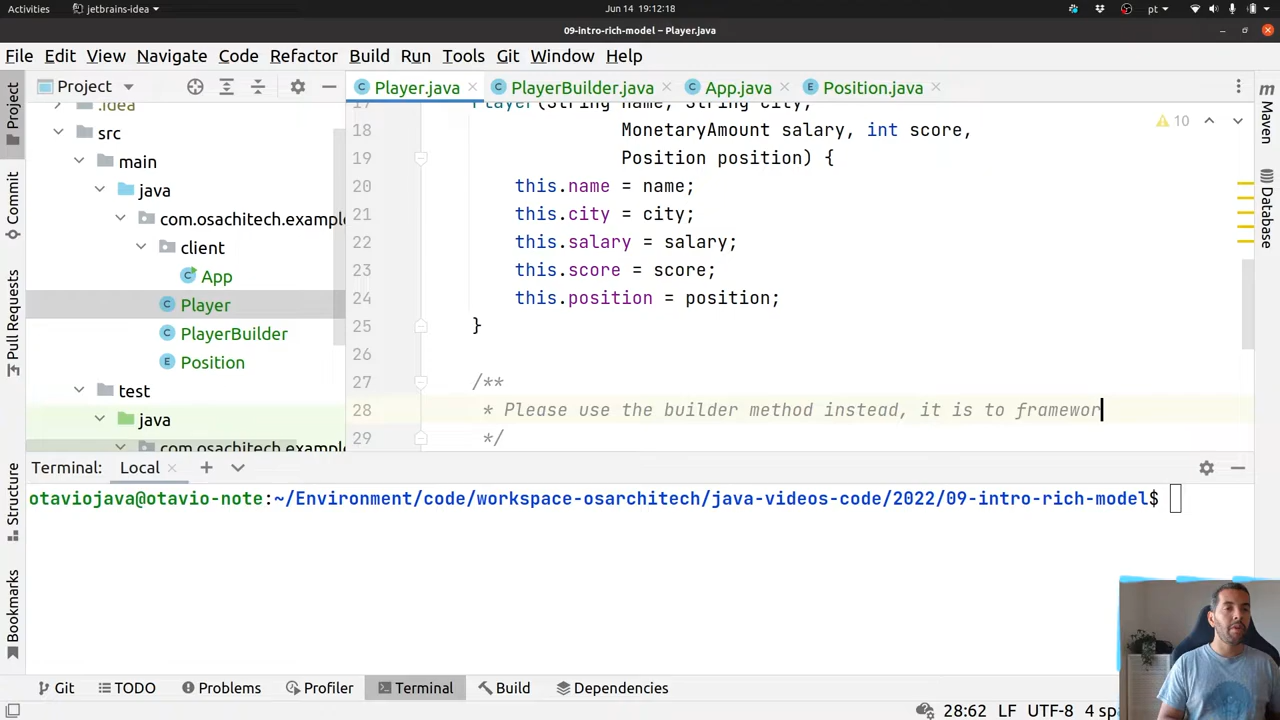 Activities
jetbrains-idea
Jun 14 19:12:18
pt
09-intro-rich-model – Player.java
File Edit View Navigate Code Refactor Build Run Tools Git Window Help
Project
Player.java
PlayerBuilder.java
App.java
Position.java
.idea
src
main
java
com.osachitech.example
client
App
Player
PlayerBuilder
Position
test
java
com.osachitech.example
17 Player(String name, String city,
18 MonetaryAmount salary, int score,
19 Position position) {
20 this.name = name;
21 this.city = city;
22 this.salary = salary;
23 this.score = score;
24 this.position = position;
25 }
26
27 /**
28 * Please use the builder method instead, it is to framewor
29 */
10
Project
Commit
Pull Requests
Structure
Bookmarks
Maven
Database
Terminal: Local
otaviojava@otavio-note:~/Environment/code/workspace-osarchitech/java-videos-code/2022/09-intro-rich-model$
Git TODO Problems Profiler Terminal Build Dependencies
28:62 LF UTF-8 4 sp